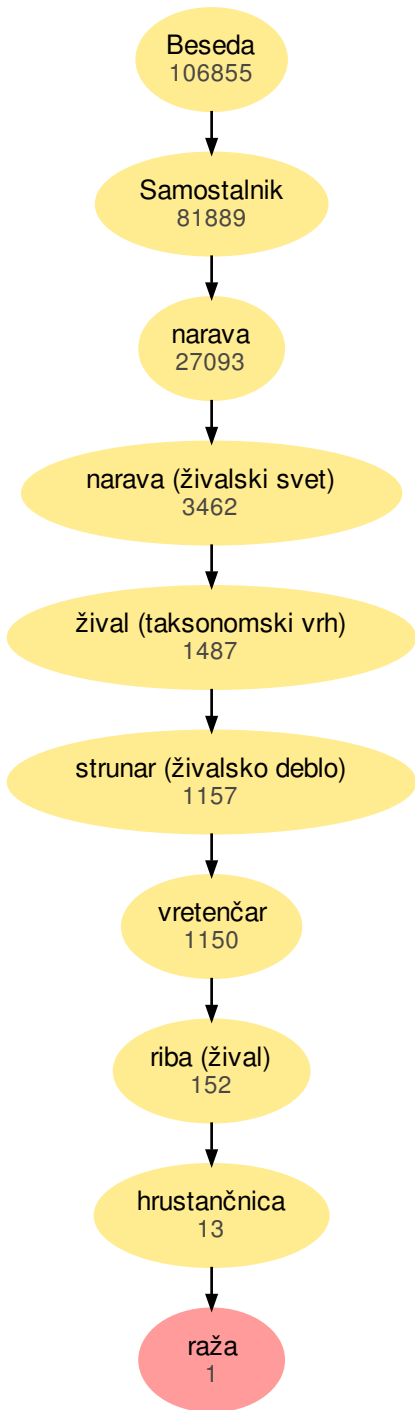 Beseda
106855
Samostalnik
81889
narava
27093
narava (živalski svet)
3462
žival (taksonomski vrh)
1487
strunar (živalsko deblo)
1157
vretenčar
1150
riba (žival)
152
hrustančnica
13
raža
1